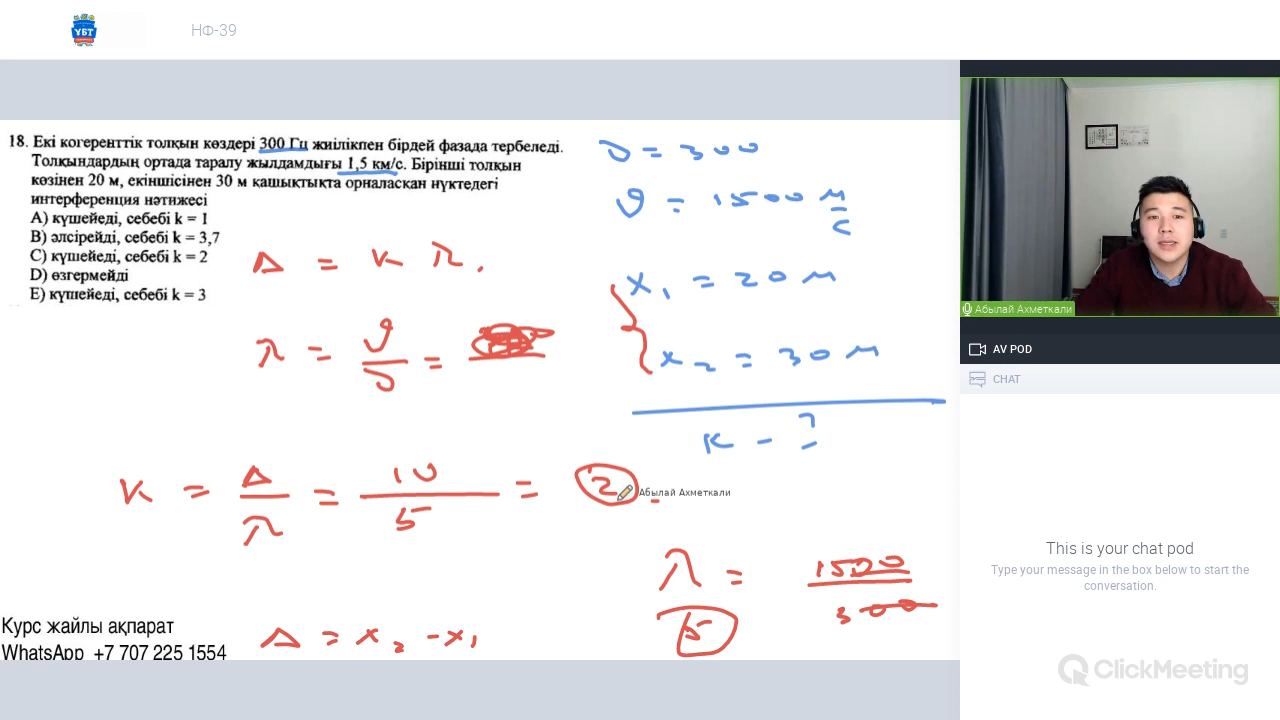 ҰБТ
НФ-39
18. Екі когеренттік толқын көздері 300 Гц жиілікпен бірдей фазада тербеледі.
Толқындардың ортада таралу жылдамдығы 1,5 км/с. Бірінші толқын
көзінен 20 м, екіншісінен 30 м қашықтықта орналасқан нүктедегі
интерференция нәтижесі
A) күшейеді, себебі k = 1
B) әлсірейді, себебі k = 3,7
C) күшейеді, себебі k = 2
D) өзгермейді
E) күшейеді, себебі k = 3
ν = 300
υ = 1500 м/с
x₁ = 20 м
x₂ = 30 м
к - ?
Δ = к λ.
λ = υ/ν =
к = Δ/λ = 10/5 = 2
Абылай Ахметкали
λ = 1500/300
5
Δ = x₂ - x₁
Курс жайлы ақпарат
WhatsApp +7 707 225 1554
Абылай Ахметкали
AV POD
CHAT
This is your chat pod
Type your message in the box below to start the
conversation.
ClickMeeting